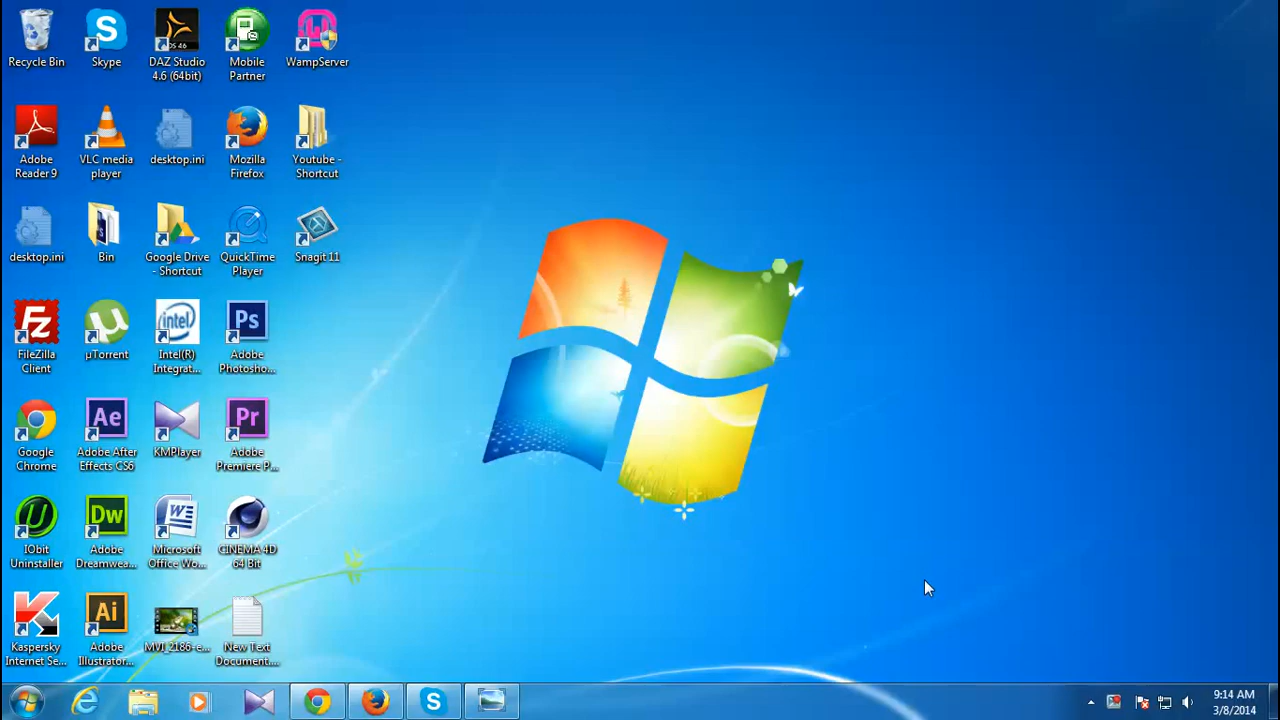 Recycle Bin
Skype
DAZ Studio
4.6 (64bit)
Mobile
Partner
WampServer
Adobe
Reader 9
VLC media
player
desktop.ini
Mozilla
Firefox
Youtube -
Shortcut
desktop.ini
Bin
Google Drive
- Shortcut
QuickTime
Player
Snagit 11
FileZilla
Client
µTorrent
Intel(R)
Integrat...
Adobe
Photosho...
Google
Chrome
Adobe After
Effects CS6
KMPlayer
Adobe
Premiere P...
IObit
Uninstaller
Adobe
Dreamwea...
Microsoft
Office Wo...
CINEMA 4D
64 Bit
Kaspersky
Internet Se...
Adobe
Illustrator...
MVI_2186-e...
New Text
Document....
9:14 AM
3/8/2014